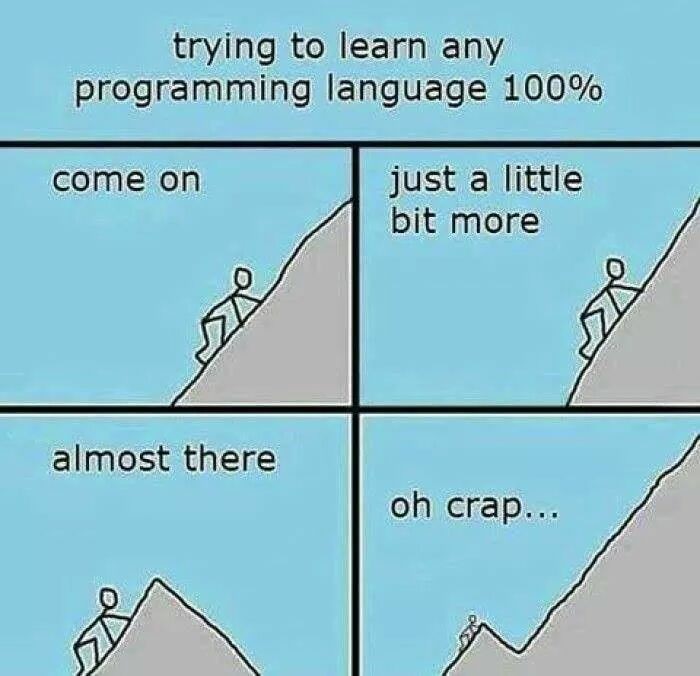 trying to learn any
programming language 100%
come on
just a little
bit more
almost there
oh crap...